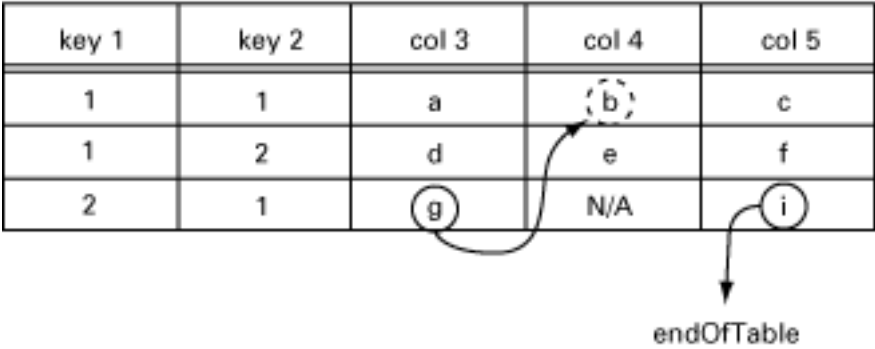 key 1 key 2 col 3 col 4 col 5
1 1 a b c
1 2 d e f
2 1 g N/A i
endOfTable